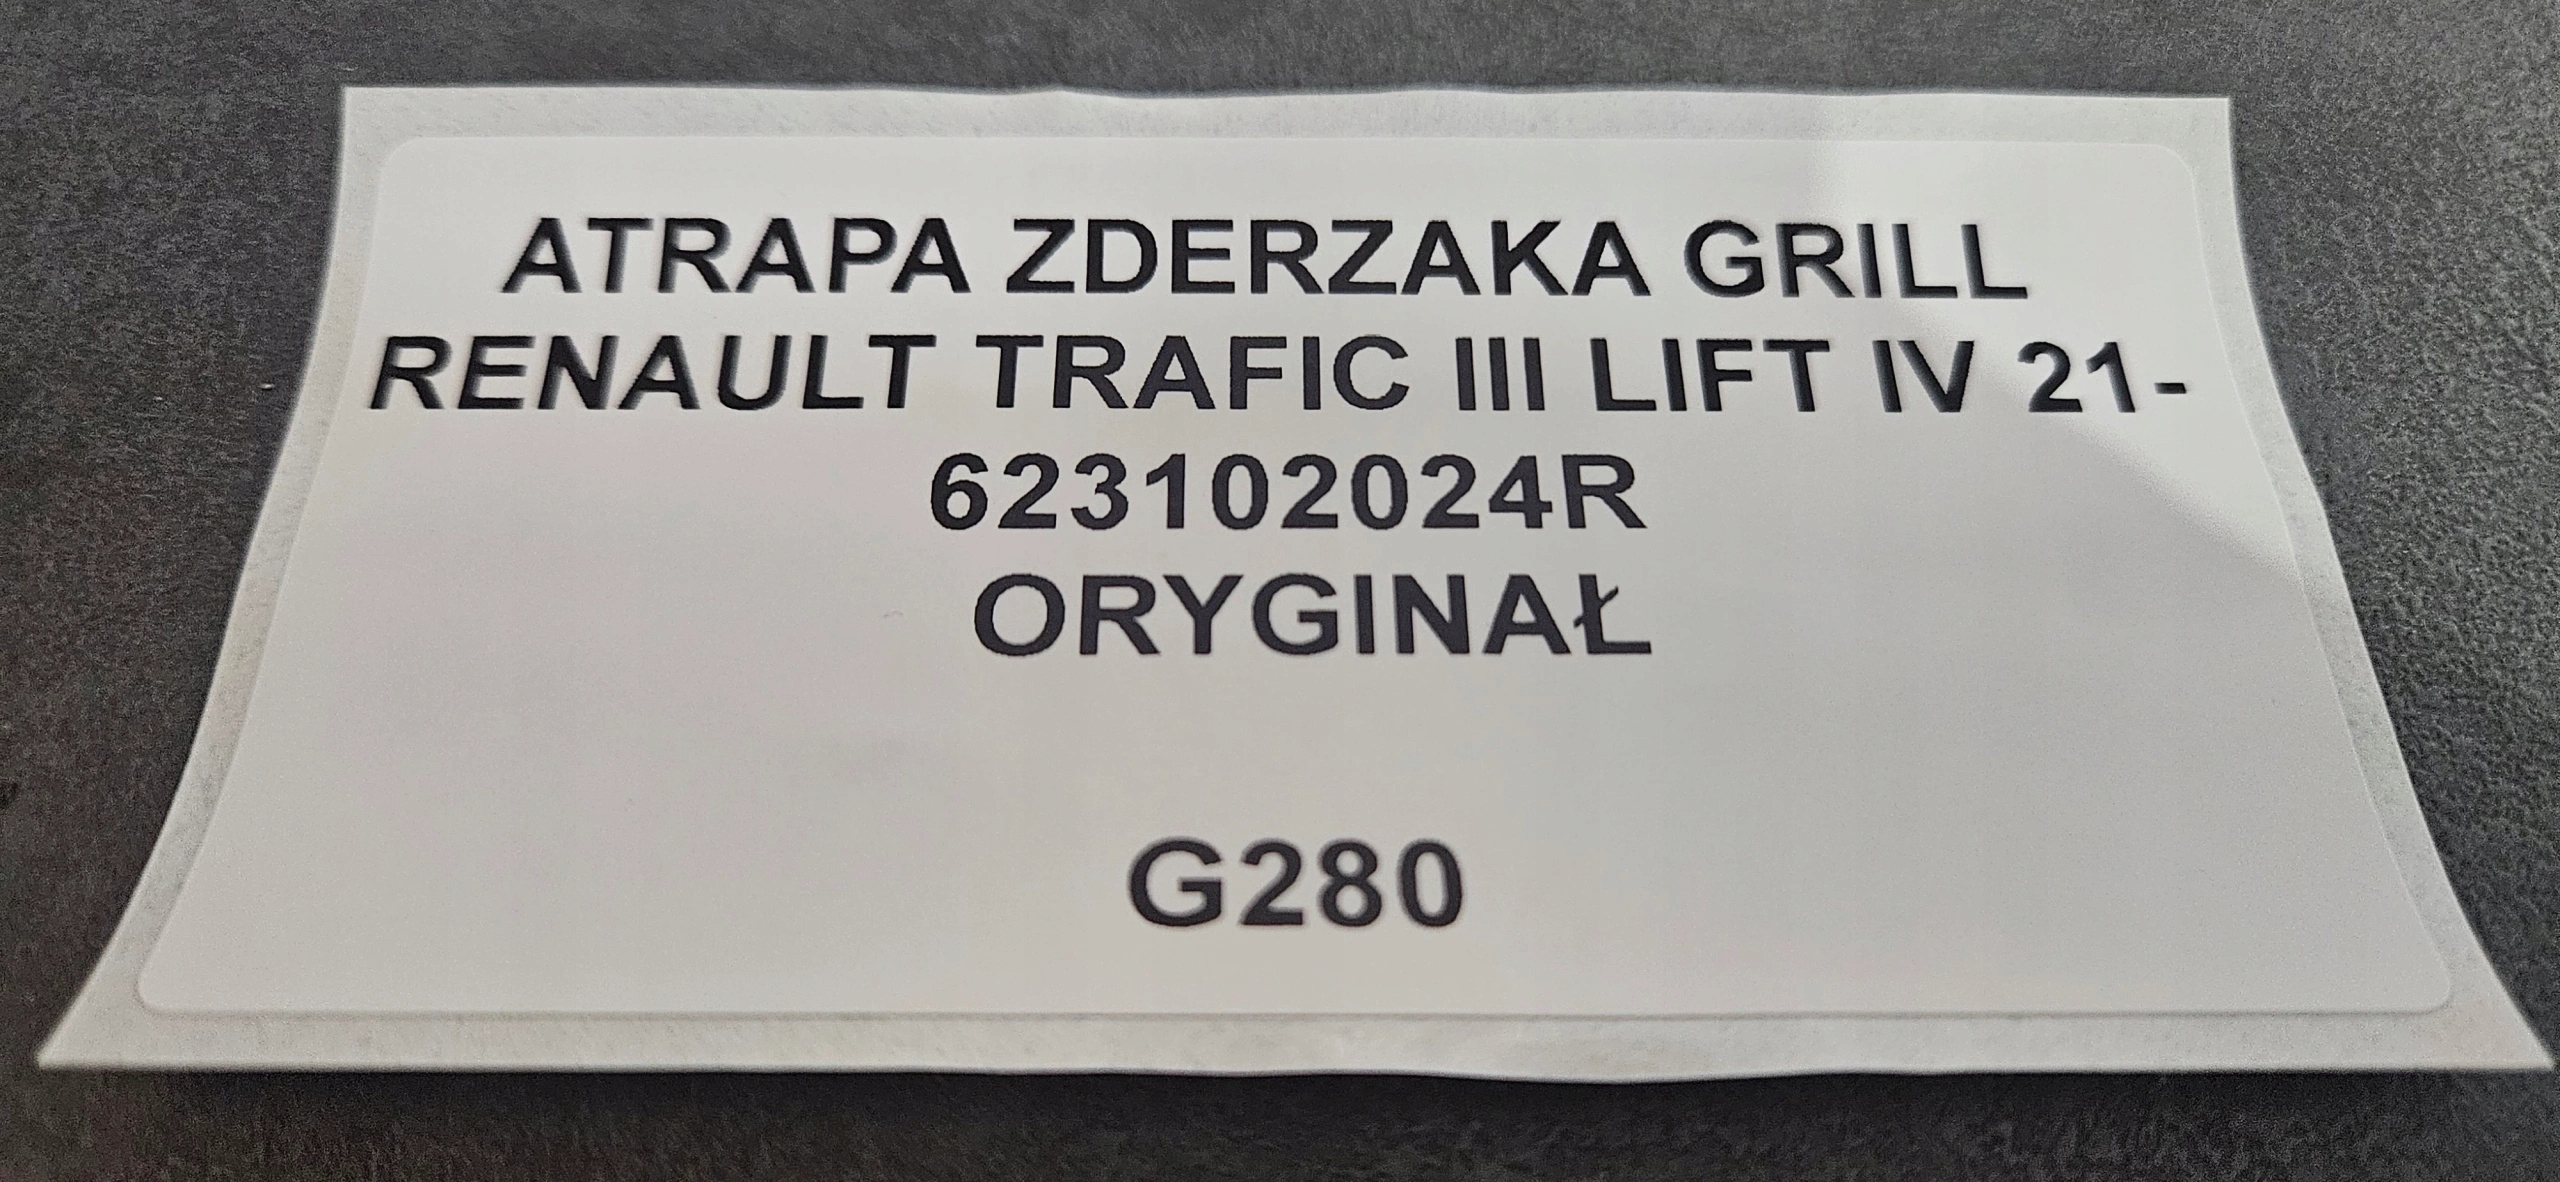 ATRAPA ZDERZAKA GRILL
RENAULT TRAFIC III LIFT IV 21-
623102024R
ORYGINAŁ
G280